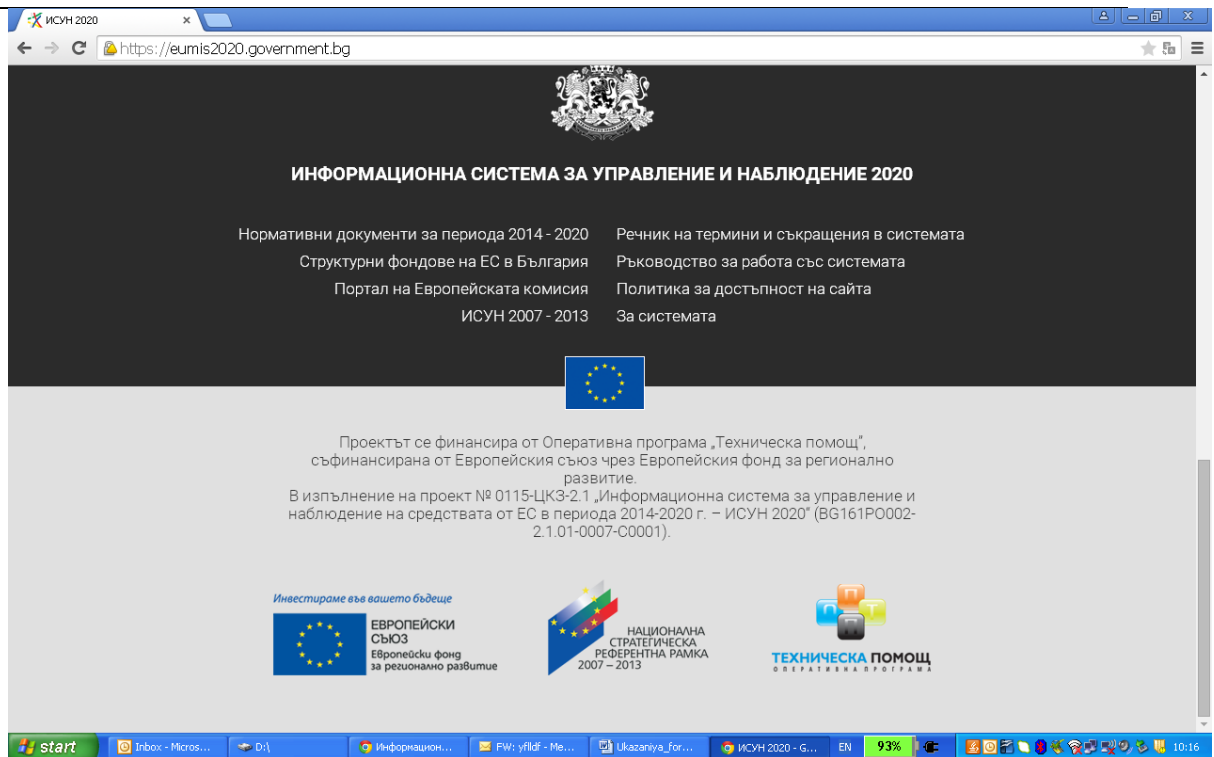 ИСУН 2020
https://eumis2020.government.bg
ИНФОРМАЦИОННА СИСТЕМА ЗА УПРАВЛЕНИЕ И НАБЛЮДЕНИЕ 2020
Нормативни документи за периода 2014 - 2020
Структурни фондове на ЕС в България
Портал на Европейската комисия
ИСУН 2007 - 2013
Речник на термини и съкращения в системата
Ръководство за работа със системата
Политика за достъпност на сайта
За системата
Проектът се финансира от Оперативна програма „Техническа помощ“,
съфинансирана от Европейския съюз чрез Европейския фонд за регионално
развитие.
В изпълнение на проект № 0115-ЦКЗ-2.1 „Информационна система за управление и
наблюдение на средствата от ЕС в периода 2014-2020 г. – ИСУН 2020“ (BG161PO002-
2.1.01-0007-C0001).
Инвестираме във вашето бъдеще
ЕВРОПЕЙСКИ
СЪЮЗ
Европейски фонд
за регионално развитие
НАЦИОНАЛНА
СТРАТЕГИЧЕСКА
РЕФЕРЕНТНА РАМКА
2007 – 2013
П
П Т
П
ТЕХНИЧЕСКА ПОМОЩ
ОПЕРАТИВНА ПРОГРАМА
start
Inbox - Micros...
D:\
Информацион...
FW: yflldf - Me...
Ukazaniya_for...
ИСУН 2020 - G...
EN
93%
10:16